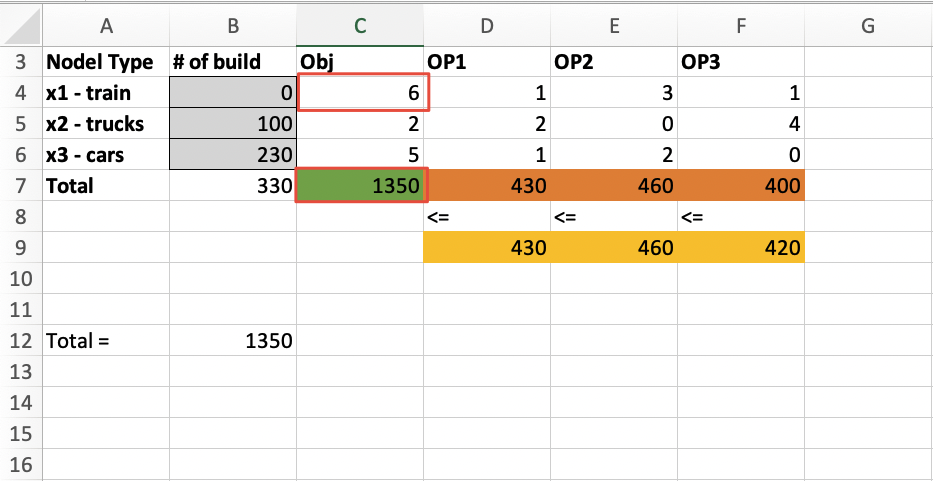 A B C D E F G
3 Nodel Type # of build Obj OP1 OP2 OP3
4 x1 - train 0 6 1 3 1
5 x2 - trucks 100 2 2 0 4
6 x3 - cars 230 5 1 2 0
7 Total 330 1350 430 460 400
8 <= <= <=
9 430 460 420
10
11
12 Total = 1350
13
14
15
16